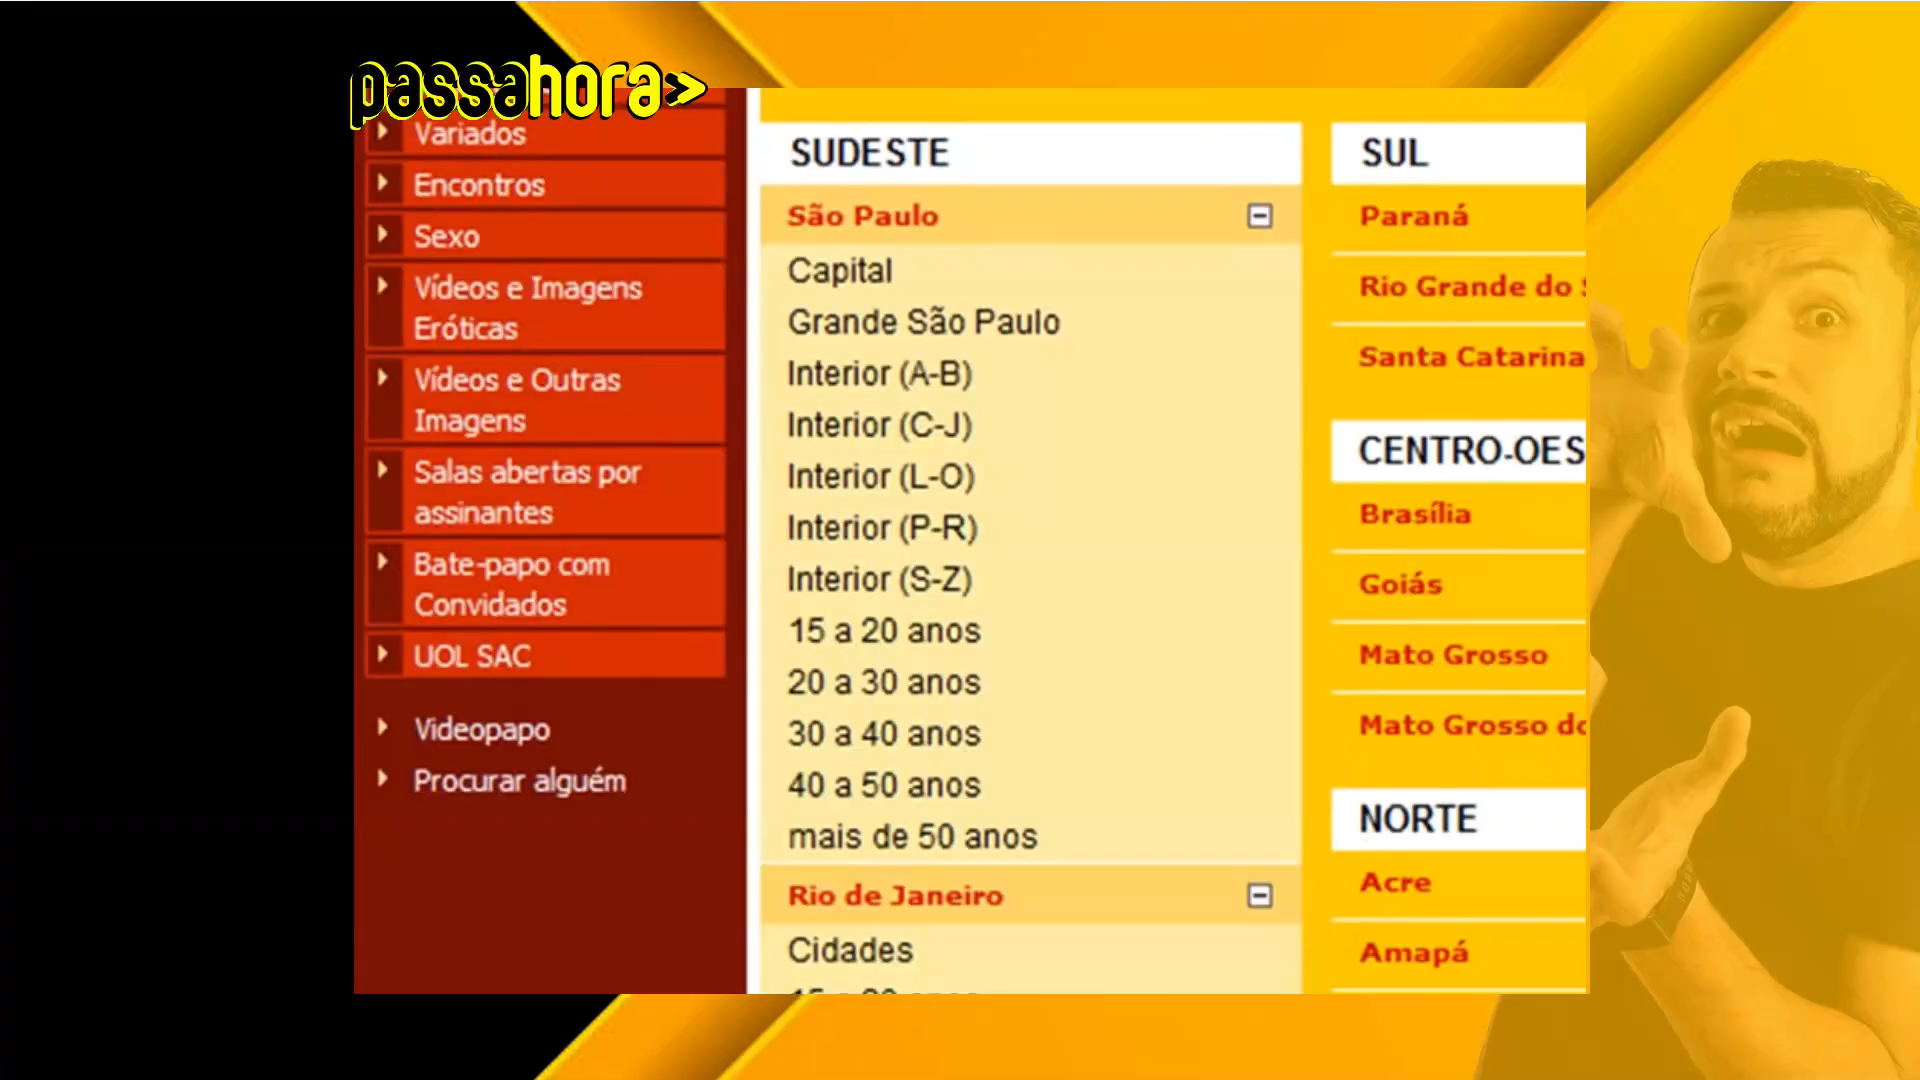 passahora>
Variados
Encontros
Sexo
Vídeos e Imagens
Eróticas
Vídeos e Outras
Imagens
Salas abertas por
assinantes
Bate-papo com
Convidados
UOL SAC
Videopapo
Procurar alguém
SUDESTE
São Paulo
Capital
Grande São Paulo
Interior (A-B)
Interior (C-J)
Interior (L-O)
Interior (P-R)
Interior (S-Z)
15 a 20 anos
20 a 30 anos
30 a 40 anos
40 a 50 anos
mais de 50 anos
Rio de Janeiro
Cidades
SUL
Paraná
Rio Grande do
Santa Catarina
CENTRO-OES
Brasília
Goiás
Mato Grosso
Mato Grosso do
NORTE
Acre
Amapá